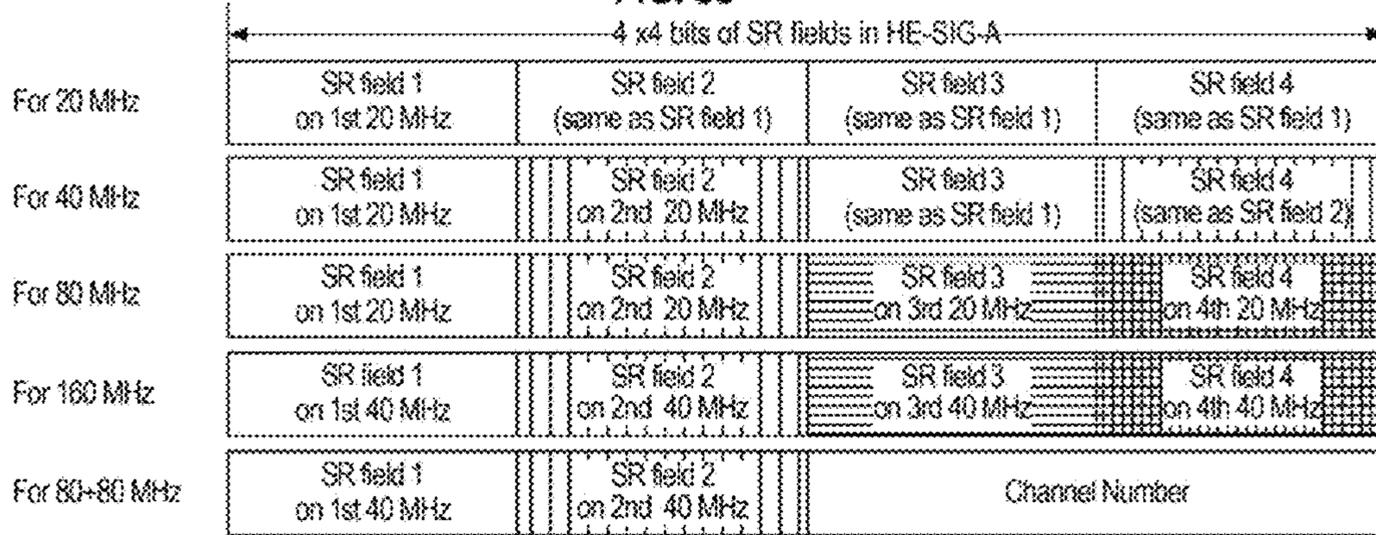 4 x4 bits of SR fields in HE-SIG-A
For 20 MHz
SR field 1
on 1st 20 MHz
SR field 2
(same as SR field 1)
SR field 3
(same as SR field 1)
SR field 4
(same as SR field 1)
For 40 MHz
SR field 1
on 1st 20 MHz
SR field 2
on 2nd 20 MHz
SR field 3
(same as SR field 1)
SR field 4
(same as SR field 2)
For 80 MHz
SR field 1
on 1st 20 MHz
SR field 2
on 2nd 20 MHz
SR field 3
on 3rd 20 MHz
SR field 4
on 4th 20 MHz
For 160 MHz
SR field 1
on 1st 40 MHz
SR field 2
on 2nd 40 MHz
SR field 3
on 3rd 40 MHz
SR field 4
on 4th 40 MHz
For 80+80 MHz
SR field 1
on 1st 40 MHz
SR field 2
on 2nd 40 MHz
Channel Number